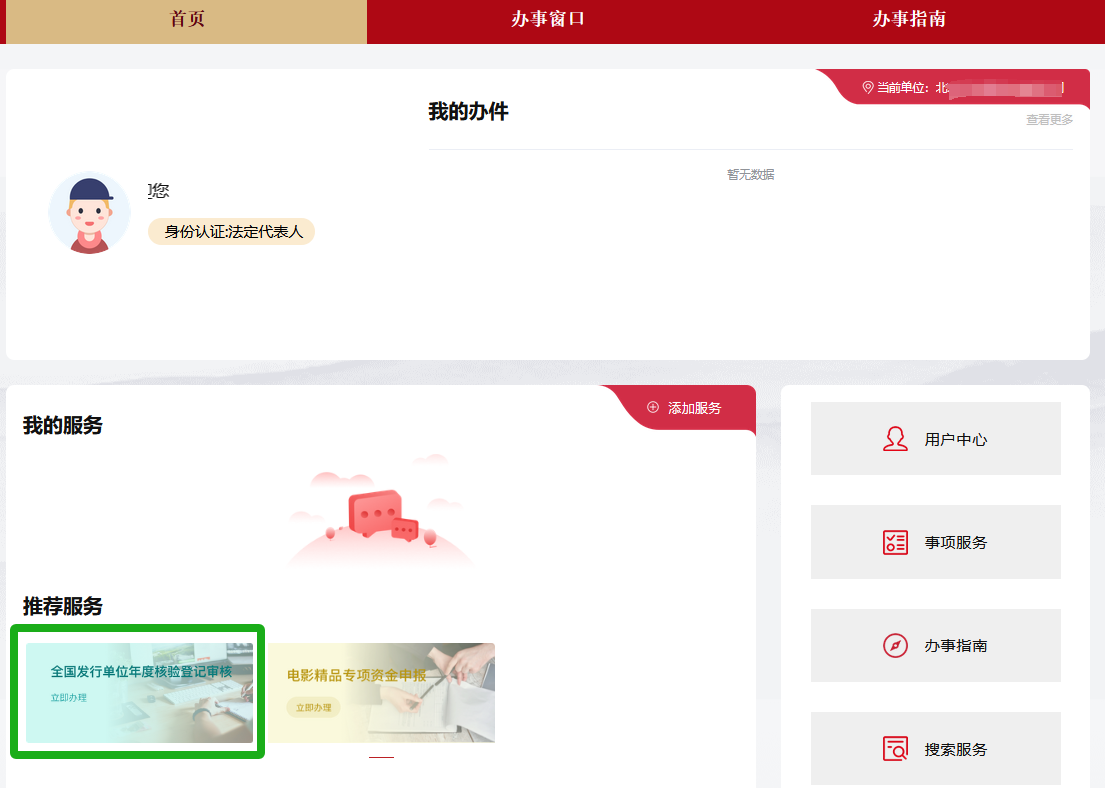 首页
办事窗口
办事指南
当前单位：北
我的办件
查看更多
暂无数据
您
身份认证:法定代表人
我的服务
添加服务
推荐服务
全国发行单位年度核验登记审核
立即办理
电影精品专项资金申报
立即办理
用户中心
事项服务
办事指南
搜索服务